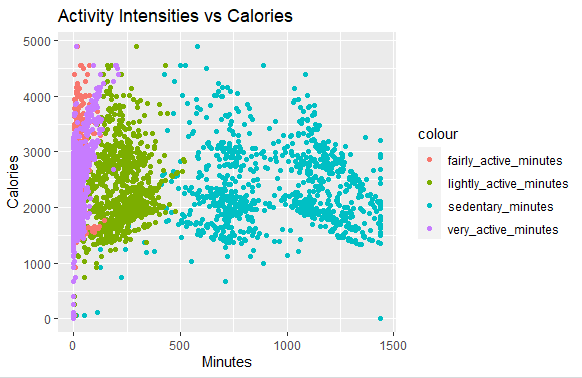 Activity Intensities vs Calories
5000
4000
3000
2000
1000
0
Calories
0 500 1000 1500
Minutes
colour
fairly_active_minutes
lightly_active_minutes
sedentary_minutes
very_active_minutes